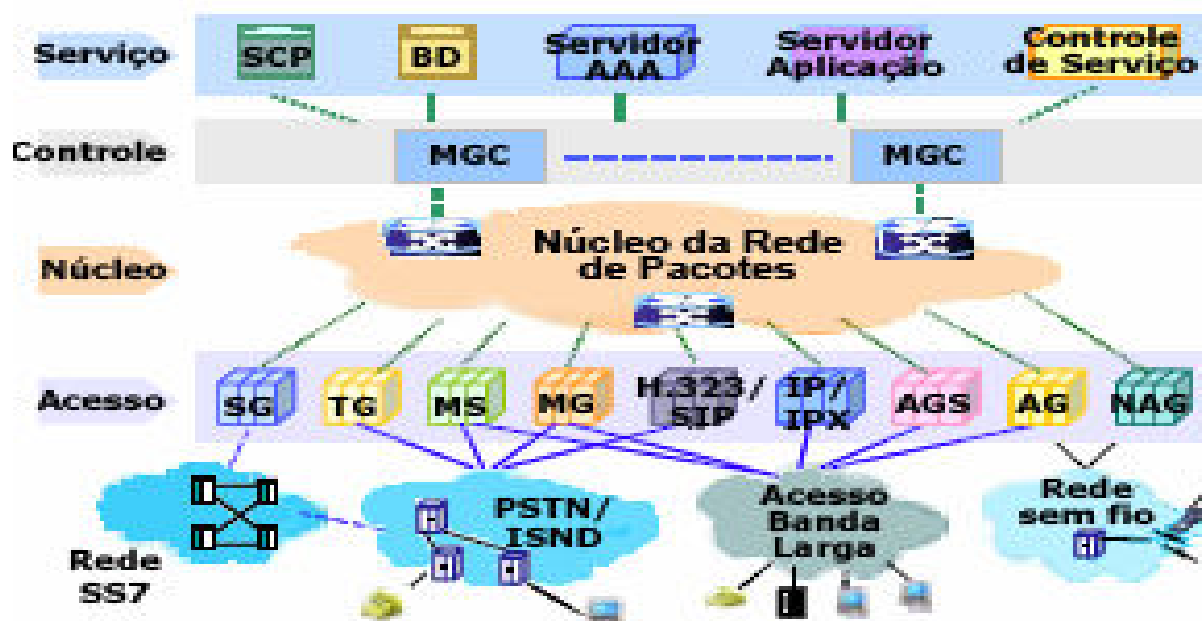 Serviço
SCP
BD
Servidor
AAA
Servidor
Aplicação
Controle
de Serviço
Controle
MGC
MGC
Núcleo
Núcleo da Rede
de Pacotes
Acesso
SG
TG
MS
MG
H.323/
SIP
IP/
IPX
AGS
AG
NAG
Rede
SS7
PSTN/
ISND
Acesso
Banda
Larga
Rede
sem fio